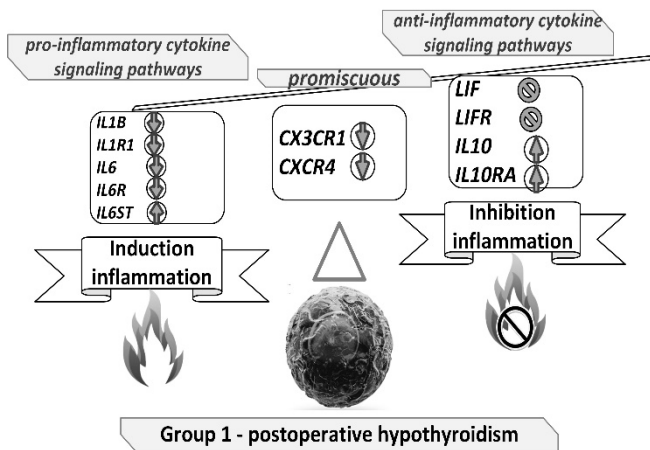 pro-inflammatory cytokine
signaling pathways
promiscuous
anti-inflammatory cytokine
signaling pathways
IL1B
IL1R1
IL6
IL6R
IL6ST
CX3CR1
CXCR4
LIF
LIFR
IL10
IL10RA
Induction
inflammation
Inhibition
inflammation
Group 1 - postoperative hypothyroidism